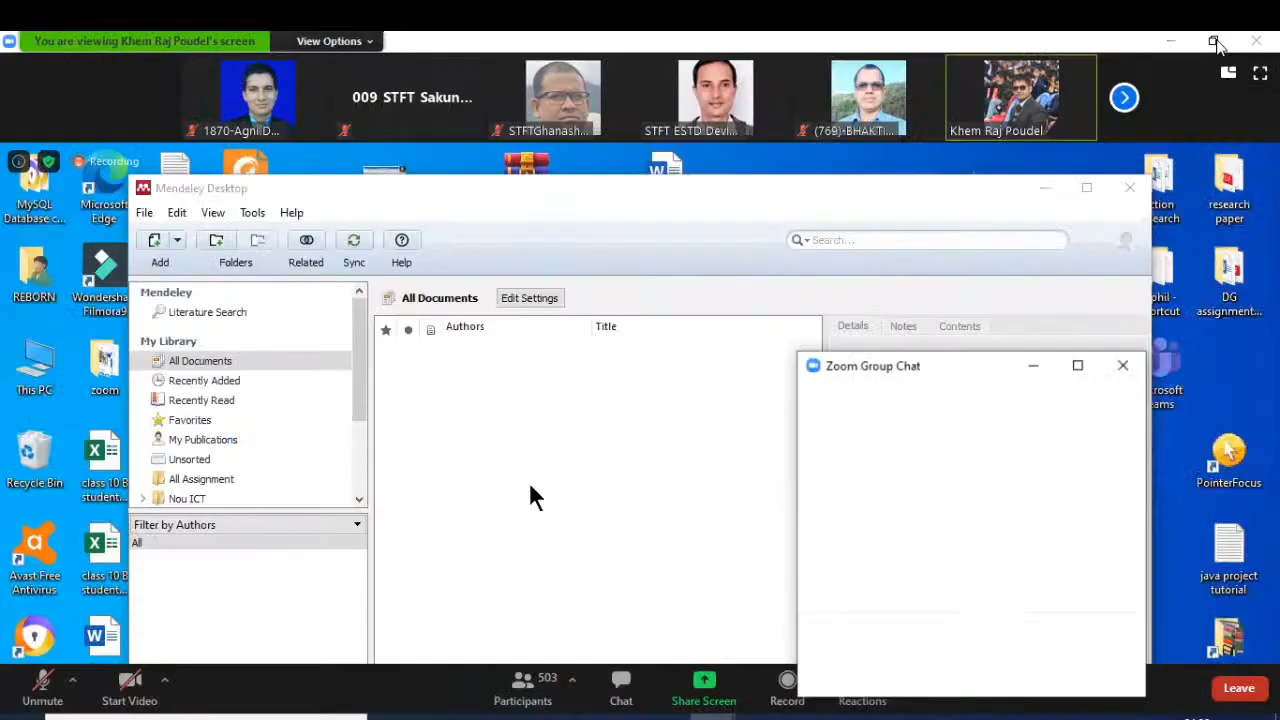 You are viewing Khem Raj Poudel's screen
View Options
009 STFT Sakun...
1870-Agni D...
STFTGhanash...
STFT ESTD Devi...
(769)-BHAKTI...
Khem Raj Poudel
Recording
MySQL
Database c...
Microsoft
Edge
research
paper
Mendeley Desktop
File Edit View Tools Help
Search...
Add Folders Related Sync Help
REBORN
Wondersha
Filmora9
DG
assignment...
Mendeley
Literature Search
My Library
All Documents
Recently Added
Recently Read
Favorites
My Publications
Unsorted
All Assignment
Nou ICT
All Documents
Edit Settings
Authors
Title
Details Notes Contents
Zoom Group Chat
This PC
zoom
Recycle Bin
class 10 B
student...
PointerFocus
Filter by Authors
All
Avast Free
Antivirus
class 10 B
student...
java project
tutorial
503
Unmute
Start Video
Participants
Chat
Share Screen
Record
Reactions
Leave